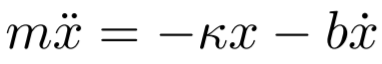 mẍ = −κx − bẋ